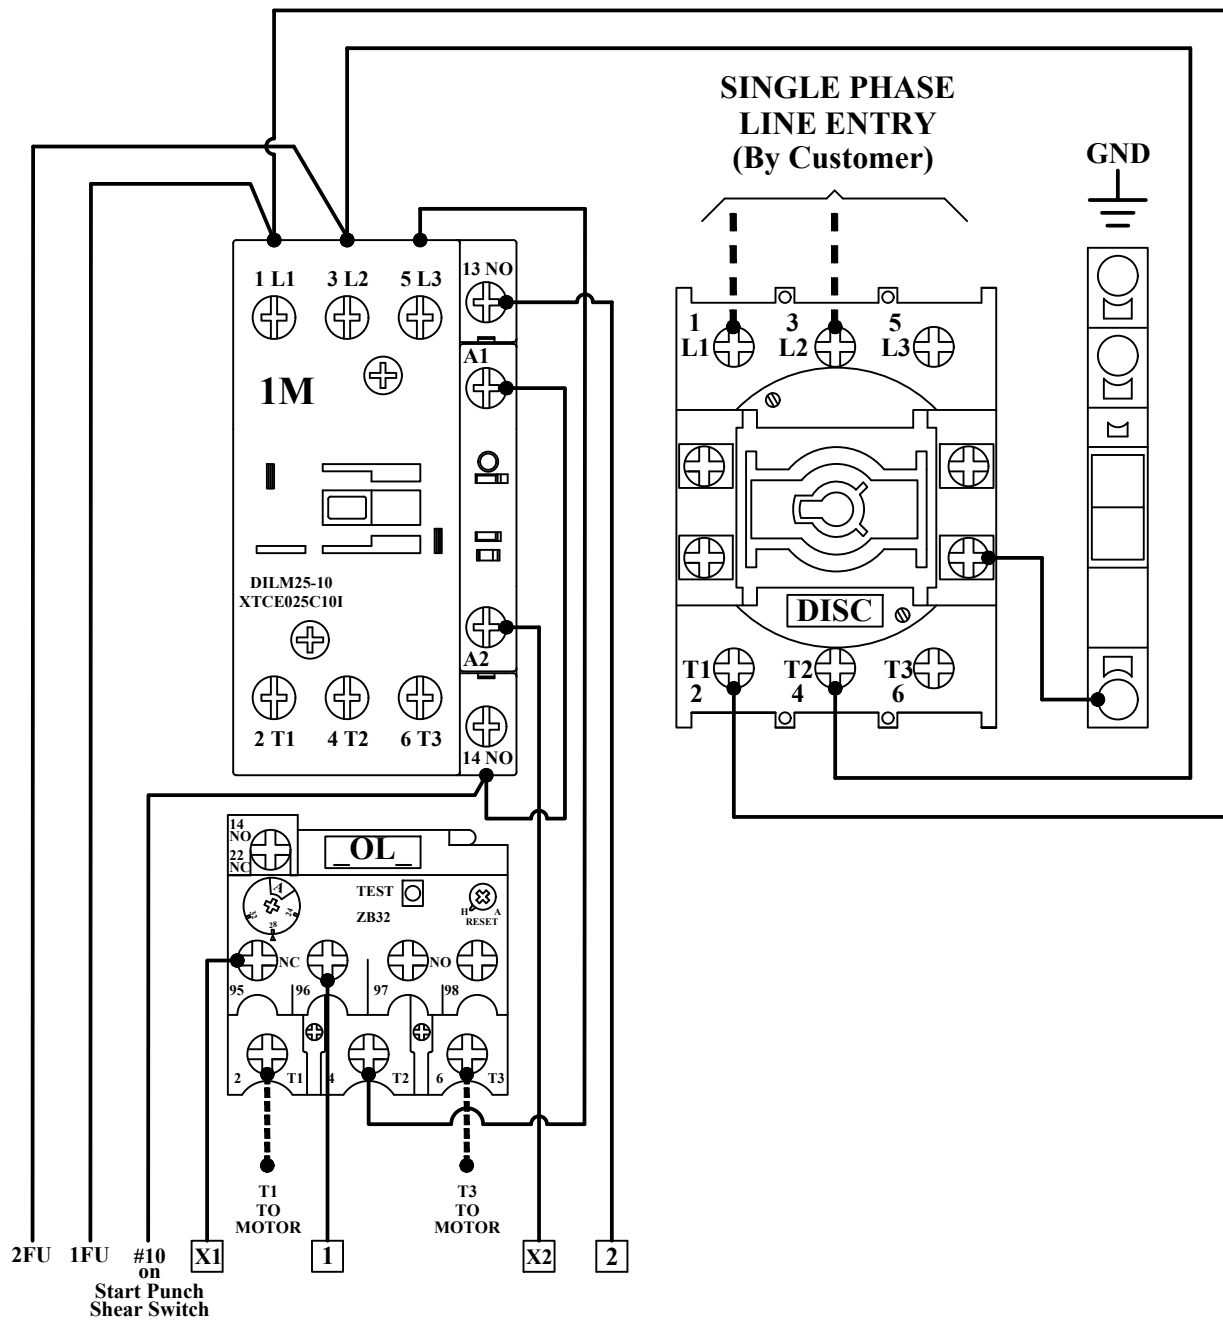 SINGLE PHASE
LINE ENTRY
(By Customer)
GND
1 L1
3 L2
5 L3
13 NO
A1
1M
DILM25-10
XTCE025C10I
A2
2 T1
4 T2
6 T3
14 NO
1
L1
3
L2
5
L3
DISC
T1
2
T2
4
T3
6
14
NO
22
NC
_OL_
A
32
24
28
TEST
ZB32
H
A
RESET
NC
NO
95
96
97
98
2
T1
4
T2
6
T3
T1
TO
MOTOR
T3
TO
MOTOR
2FU
1FU
#10
on
Start Punch
Shear Switch
X1
1
X2
2